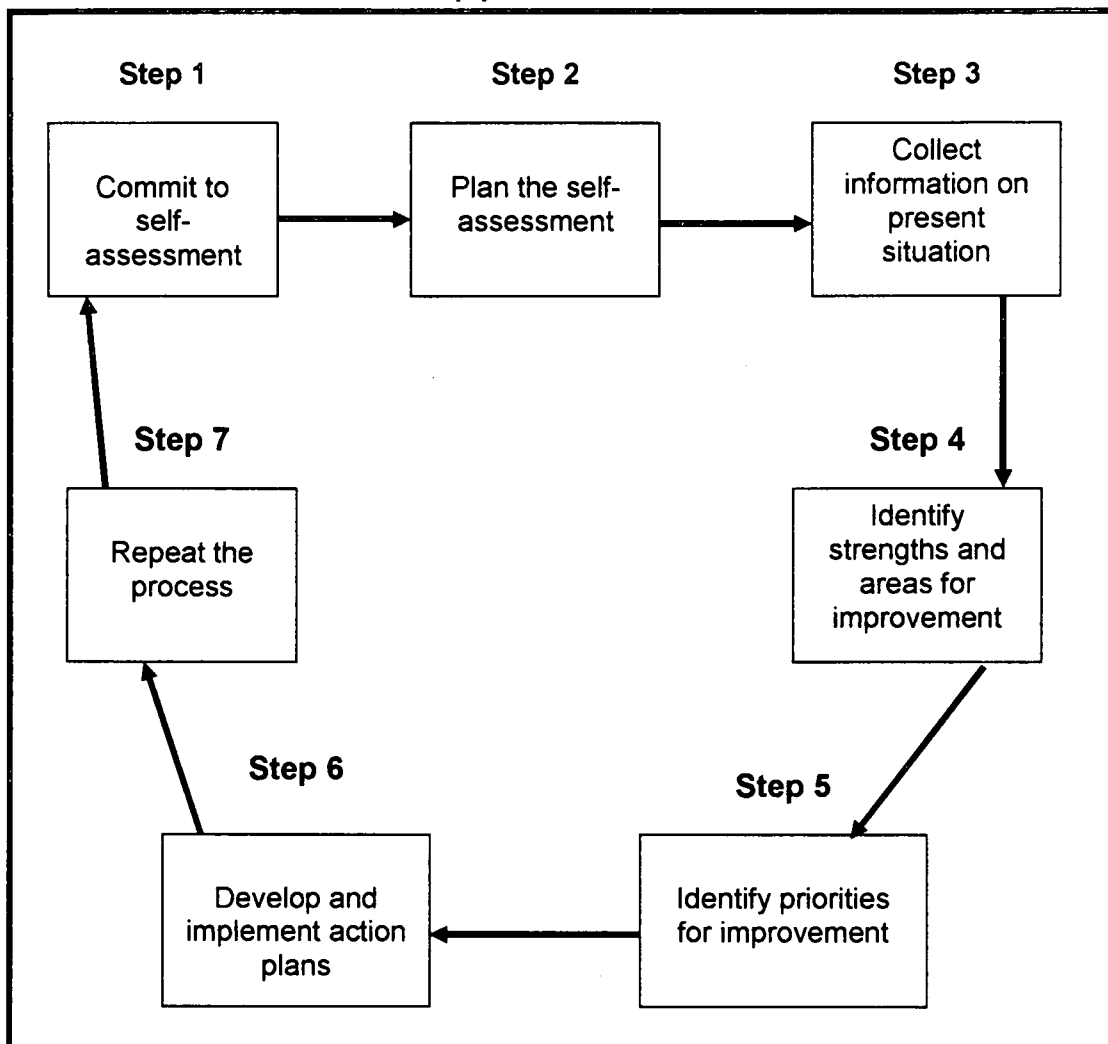 Step 1
Commit to
self-
assessment
Step 2
Plan the self-
assessment
Step 3
Collect
information on
present
situation
Step 4
Identify
strengths and
areas for
improvement
Step 5
Identify priorities
for improvement
Step 6
Develop and
implement action
plans
Step 7
Repeat the
process